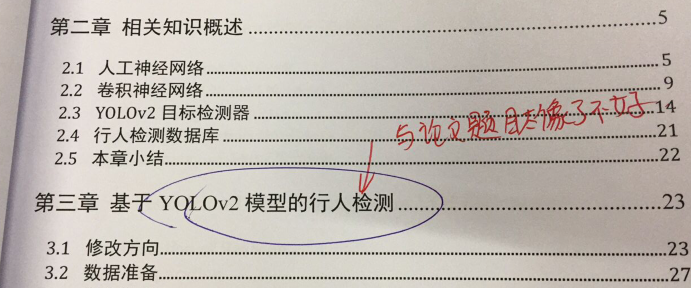 第二章 相关知识概述 5
2.1 人工神经网络 5
2.2 卷积神经网络 9
2.3 YOLOv2 目标检测器 14
与论文题目太像了不好
2.4 行人检测数据库 21
2.5 本章小结 22
第三章 基于 YOLOv2 模型的行人检测 23
3.1 修改方向 23
3.2 数据准备 27